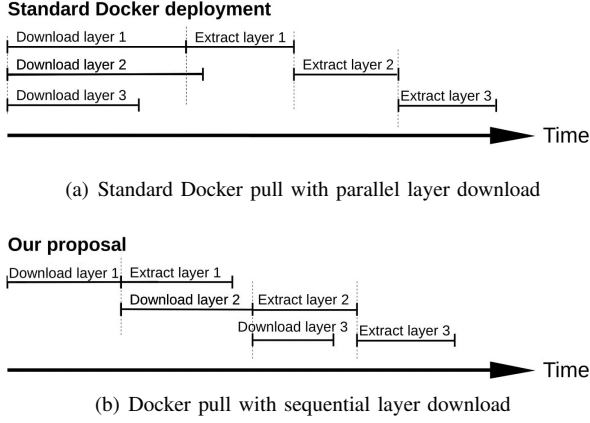 Standard Docker deployment
Download layer 1 Extract layer 1
Download layer 2 Extract layer 2
Download layer 3 Extract layer 3
Time
(a) Standard Docker pull with parallel layer download
Our proposal
Download layer 1 Extract layer 1
Download layer 2 Extract layer 2
Download layer 3 Extract layer 3
Time
(b) Docker pull with sequential layer download